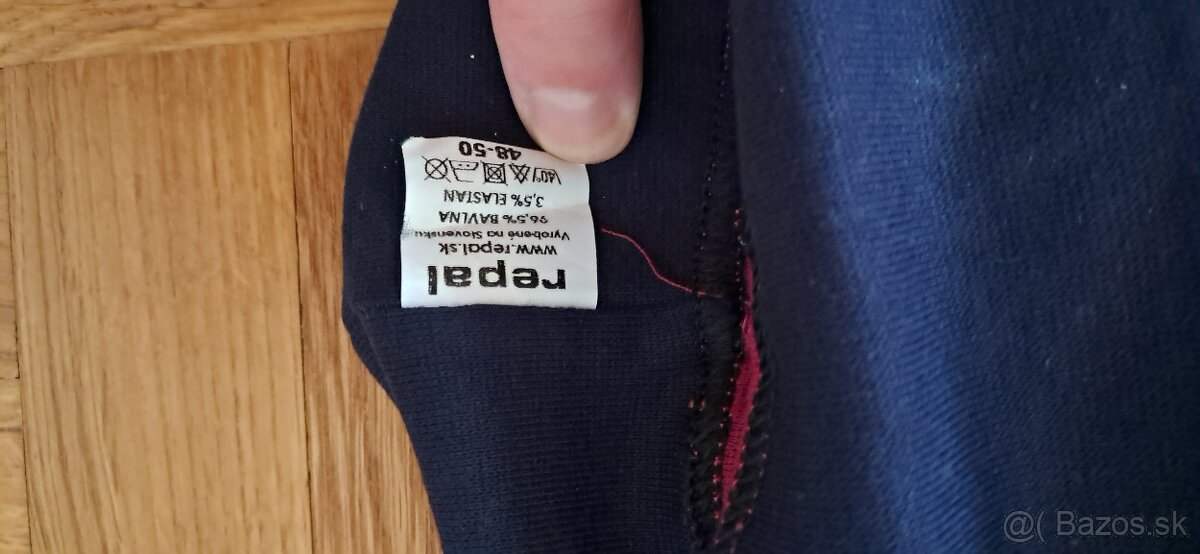 repal
www.repal.sk
Vyrobené na Slovensku
96,5% BAVLNA
3,5% ELASTAN
40°
48-50
@( Bazos.sk